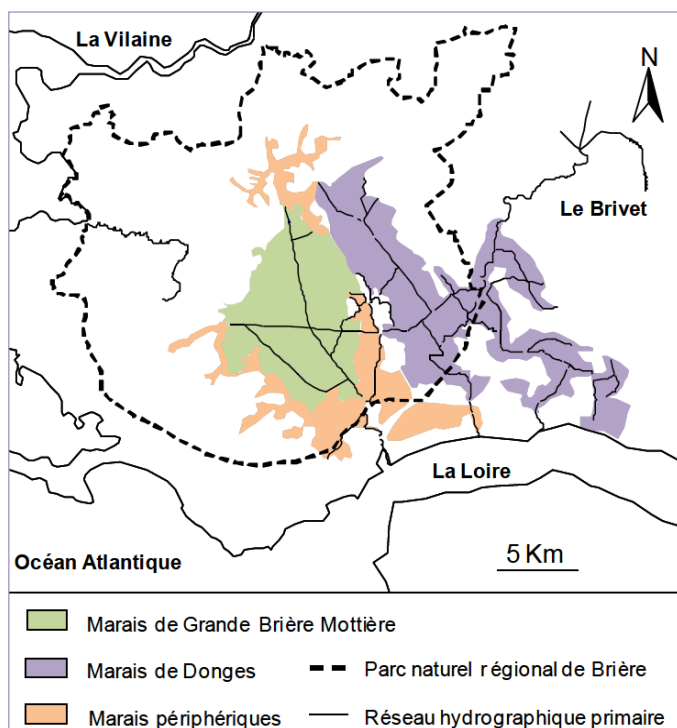 La Vilaine
N
Le Brivet
La Loire
Océan Atlantique
5 Km
Marais de Grande Brière Mottière
Marais de Donges
Parc naturel régional de Brière
Marais périphériques
Réseau hydrographique primaire